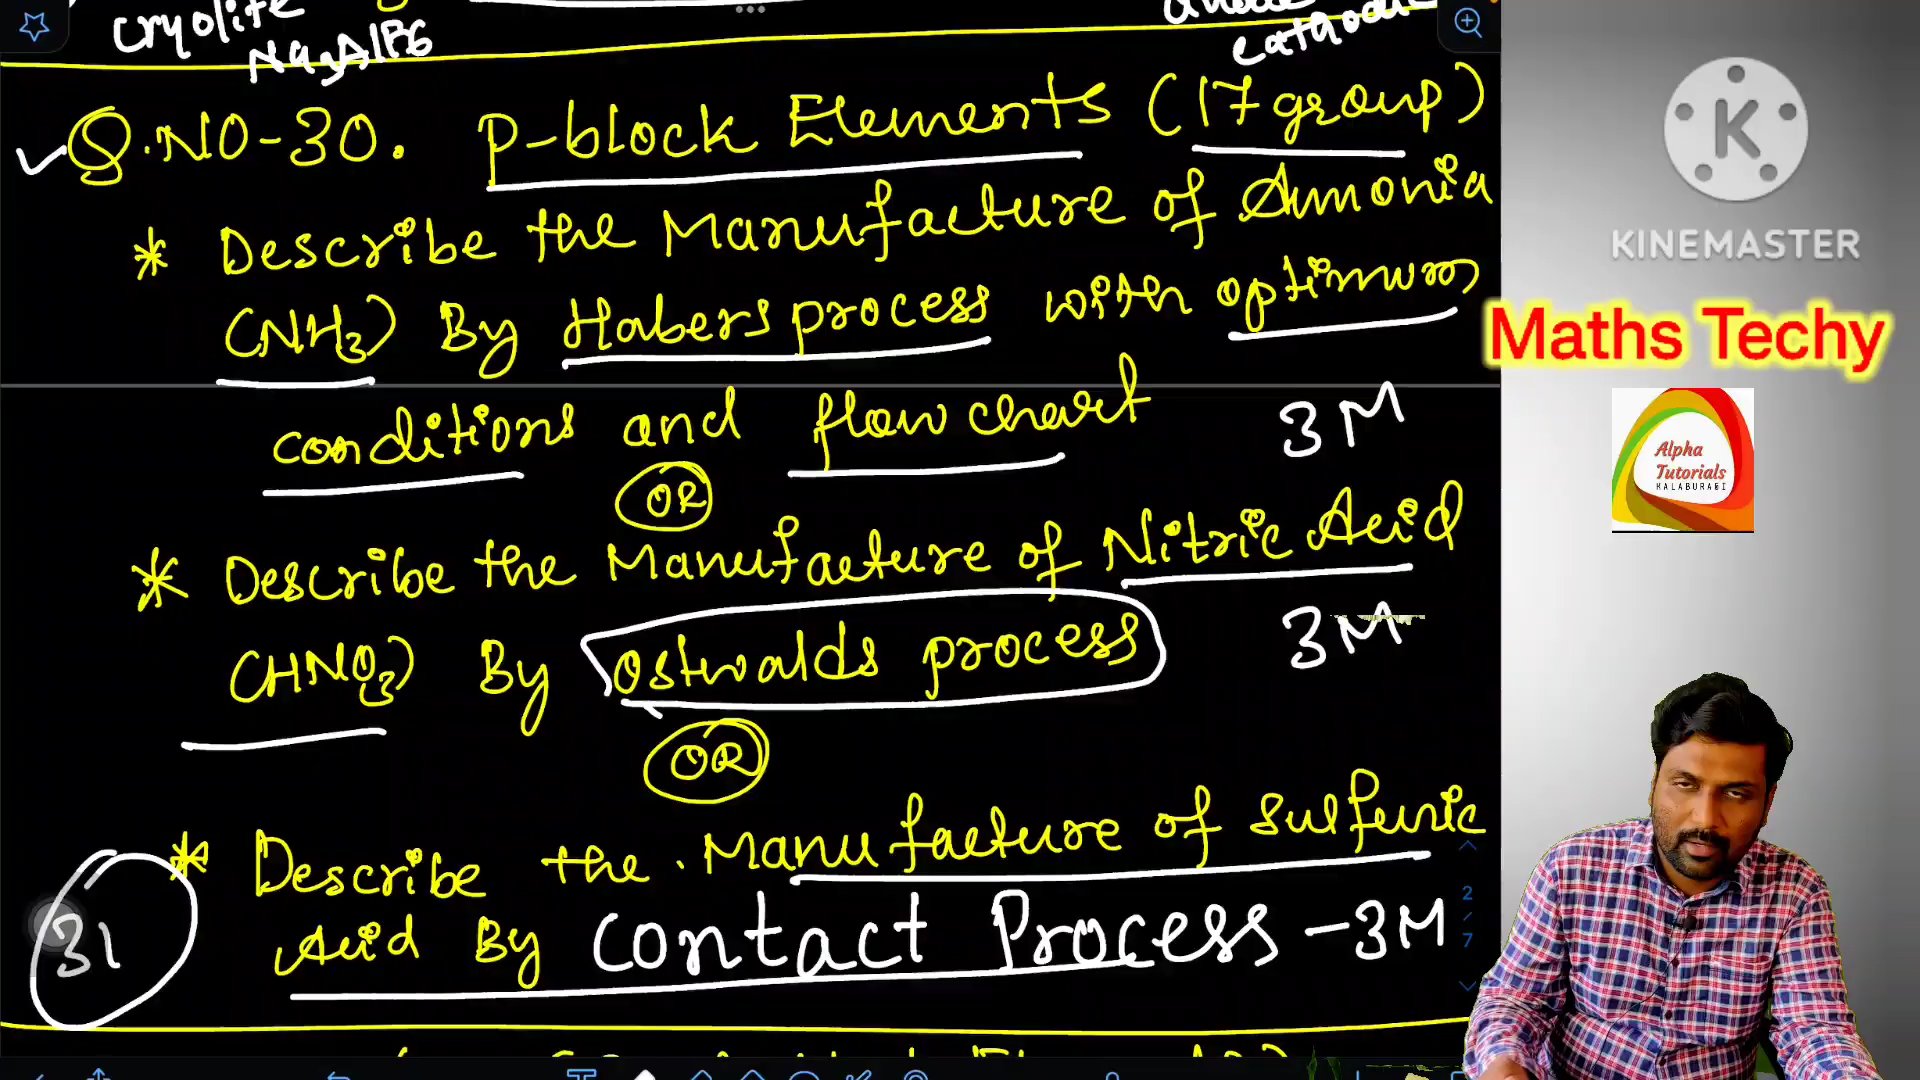 cryolite
Na3AlF6
cathode
Q.NO-30. P-block Elements (17 group)
* Describe the Manufacture of Ammonia
(NH3) By Habers process with optimum
conditions and flow chart 3M
OR
* Describe the Manufacture of Nitric Acid
(HNO3) By ostwalds process 3M
OR
* Describe the Manufacture of Sulfuric
31 Acid By Contact Process - 3M
2
/
7
K
KINEMASTER
Maths Techy
Alpha
Tutorials
KALABURAGI